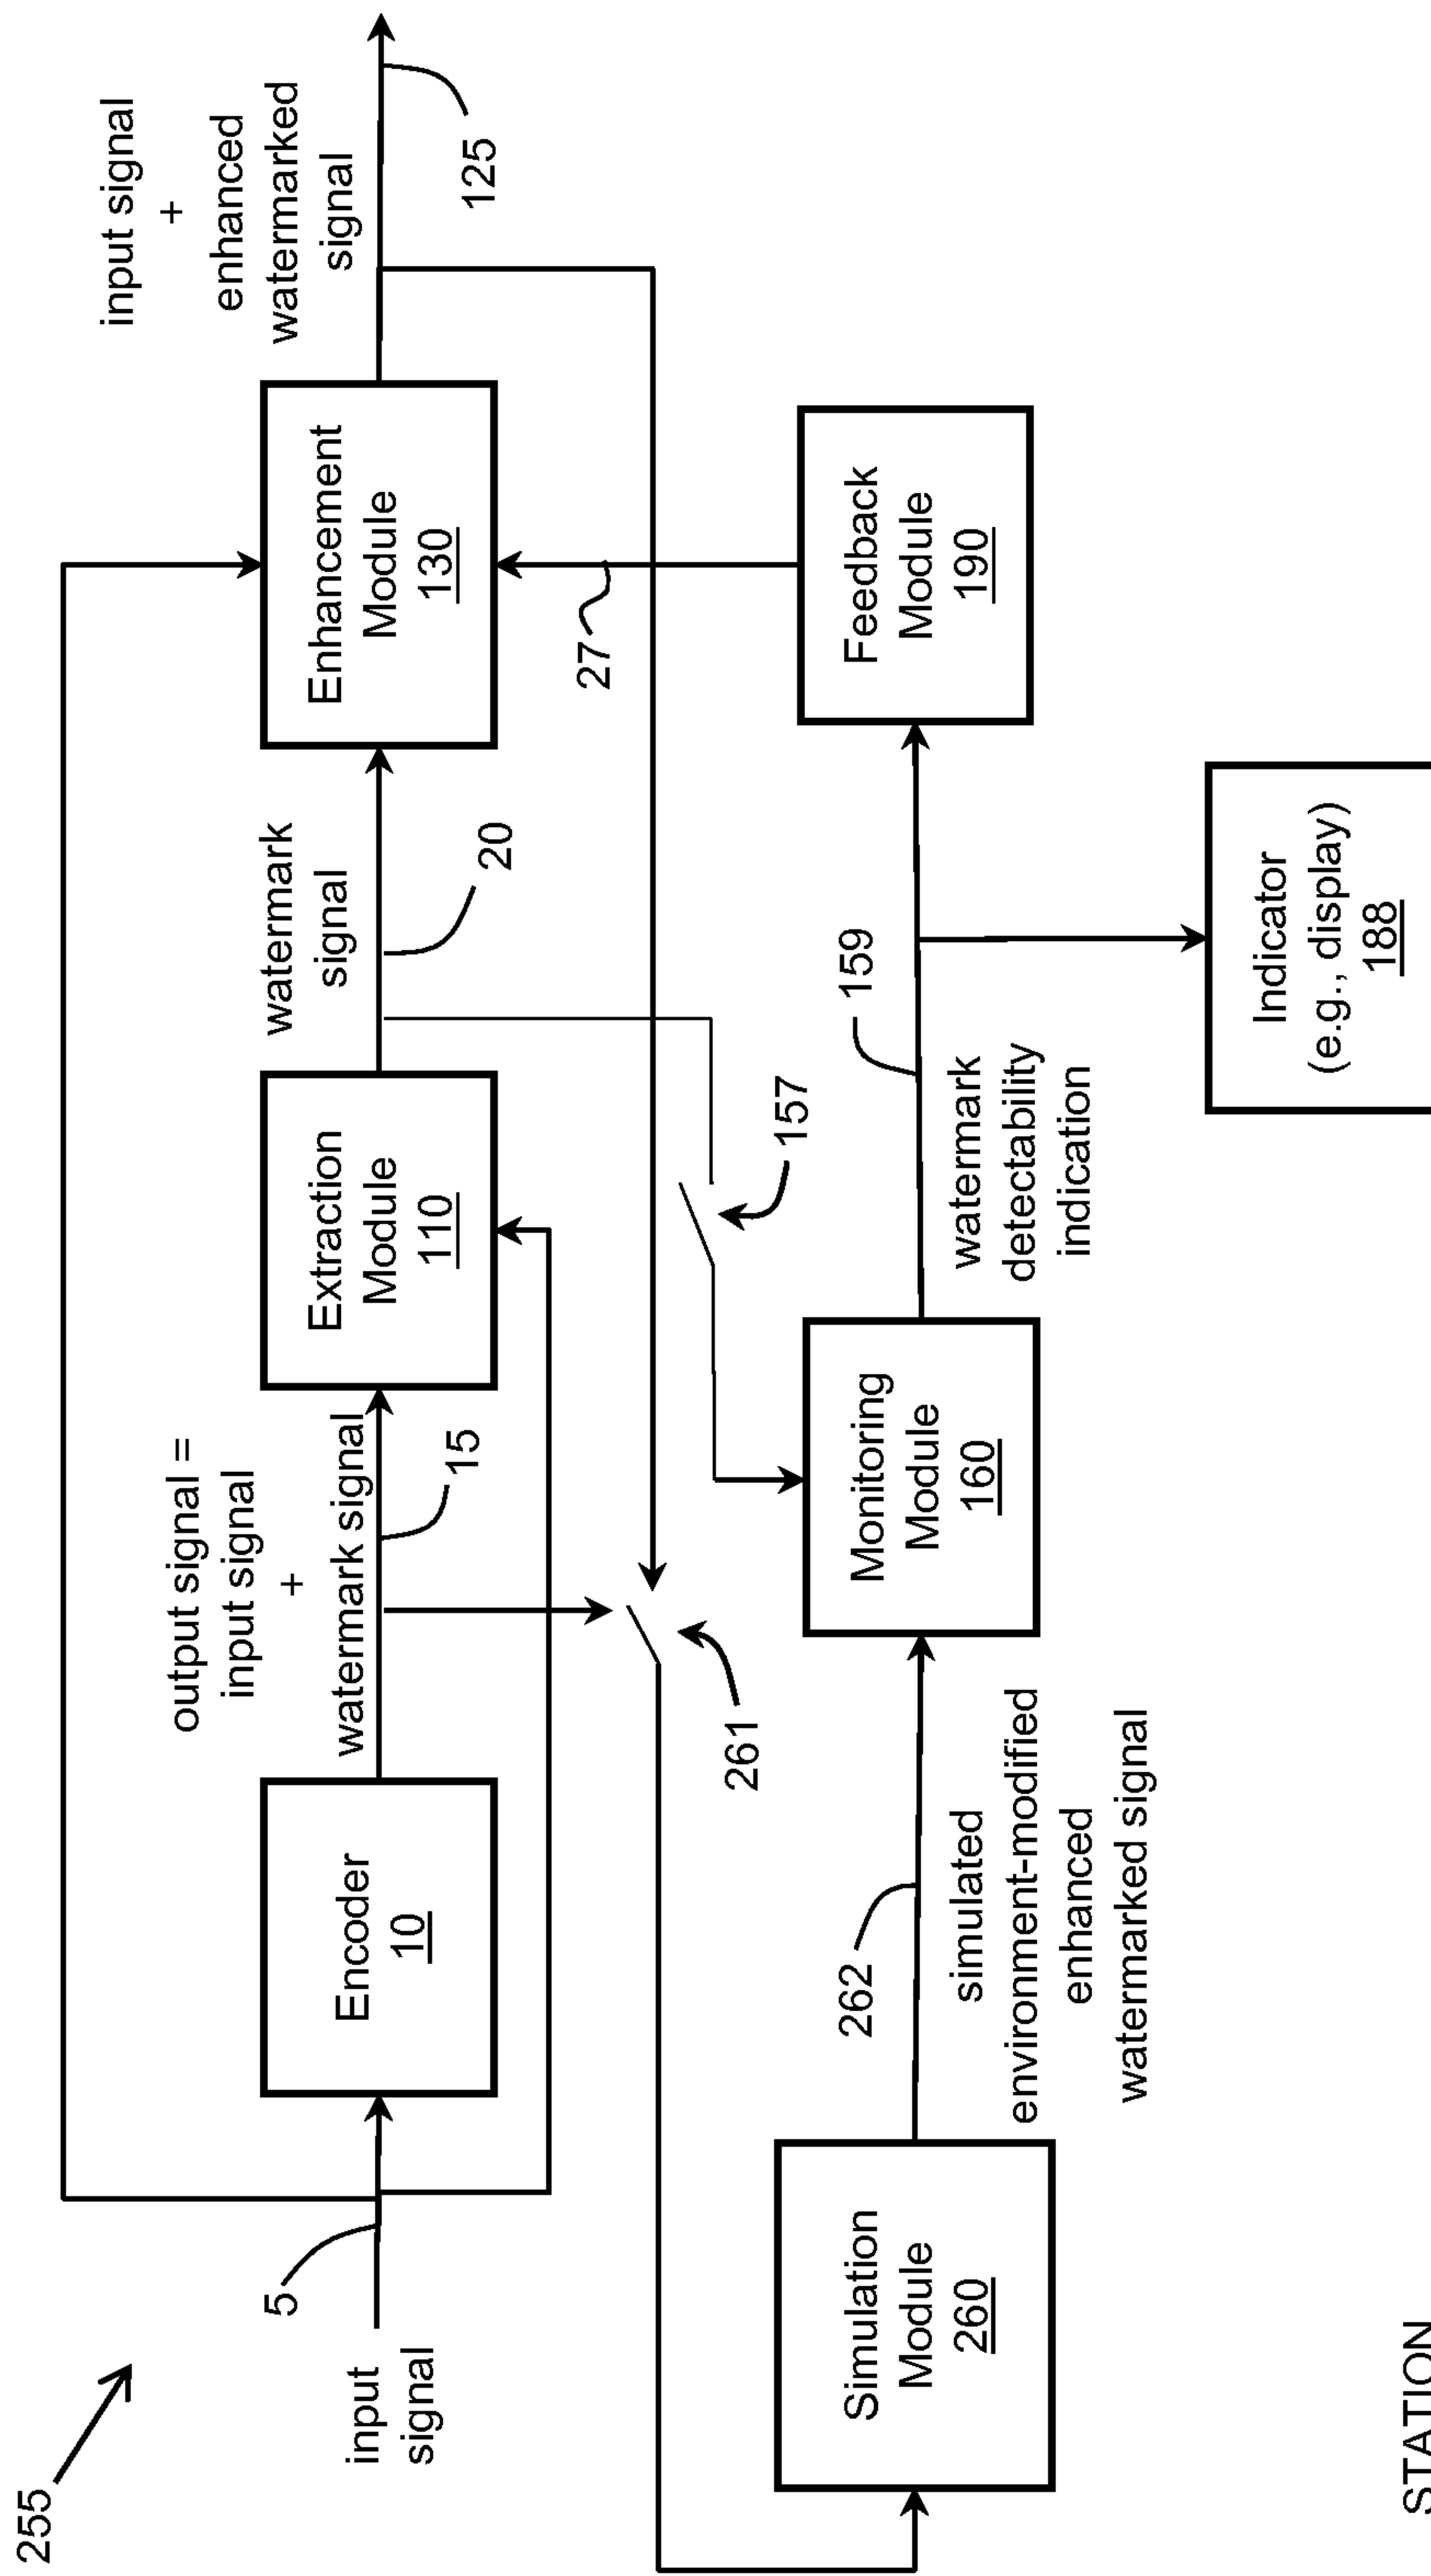 255
input
signal
5
Encoder
10
output signal =
input signal
+
watermark signal
15
Extraction
Module
110
watermark
signal
20
Enhancement
Module
130
input signal
+
enhanced
watermarked
signal
125
27
261
157
Simulation
Module
260
262
simulated
environment-modified
enhanced
watermarked signal
Monitoring
Module
160
159
watermark
detectability
indication
Feedback
Module
190
Indicator
(e.g., display)
188
STATION